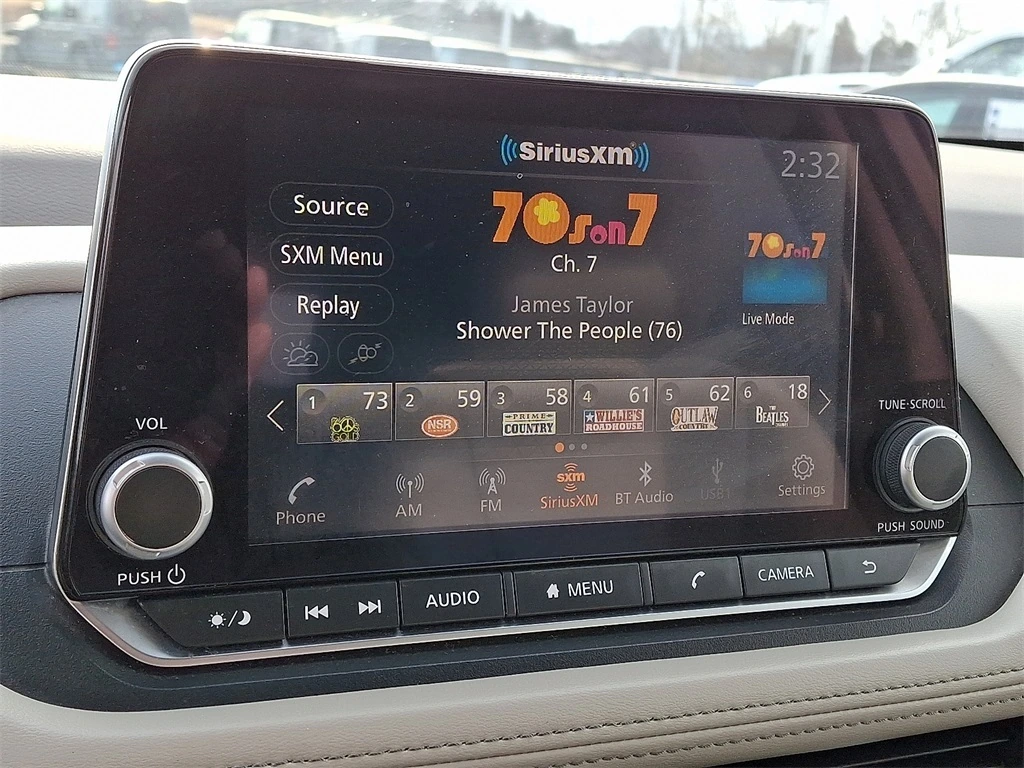 SiriusXM
2:32
Source
SXM Menu
Replay
70s on 7
Ch. 7
James Taylor
Shower The People (76)
70s on 7
Live Mode
1 73 2 59 3 58 4 61 5 62 6 18
GOLD
NSR
PRIME COUNTRY
WILLIE'S ROADHOUSE
OUTLAW COUNTRY
THE BEATLES CHANNEL
Phone
AM
FM
sxm
SiriusXM
BT Audio
USB1
Settings
VOL
PUSH
TUNE·SCROLL
PUSH SOUND
AUDIO
MENU
CAMERA